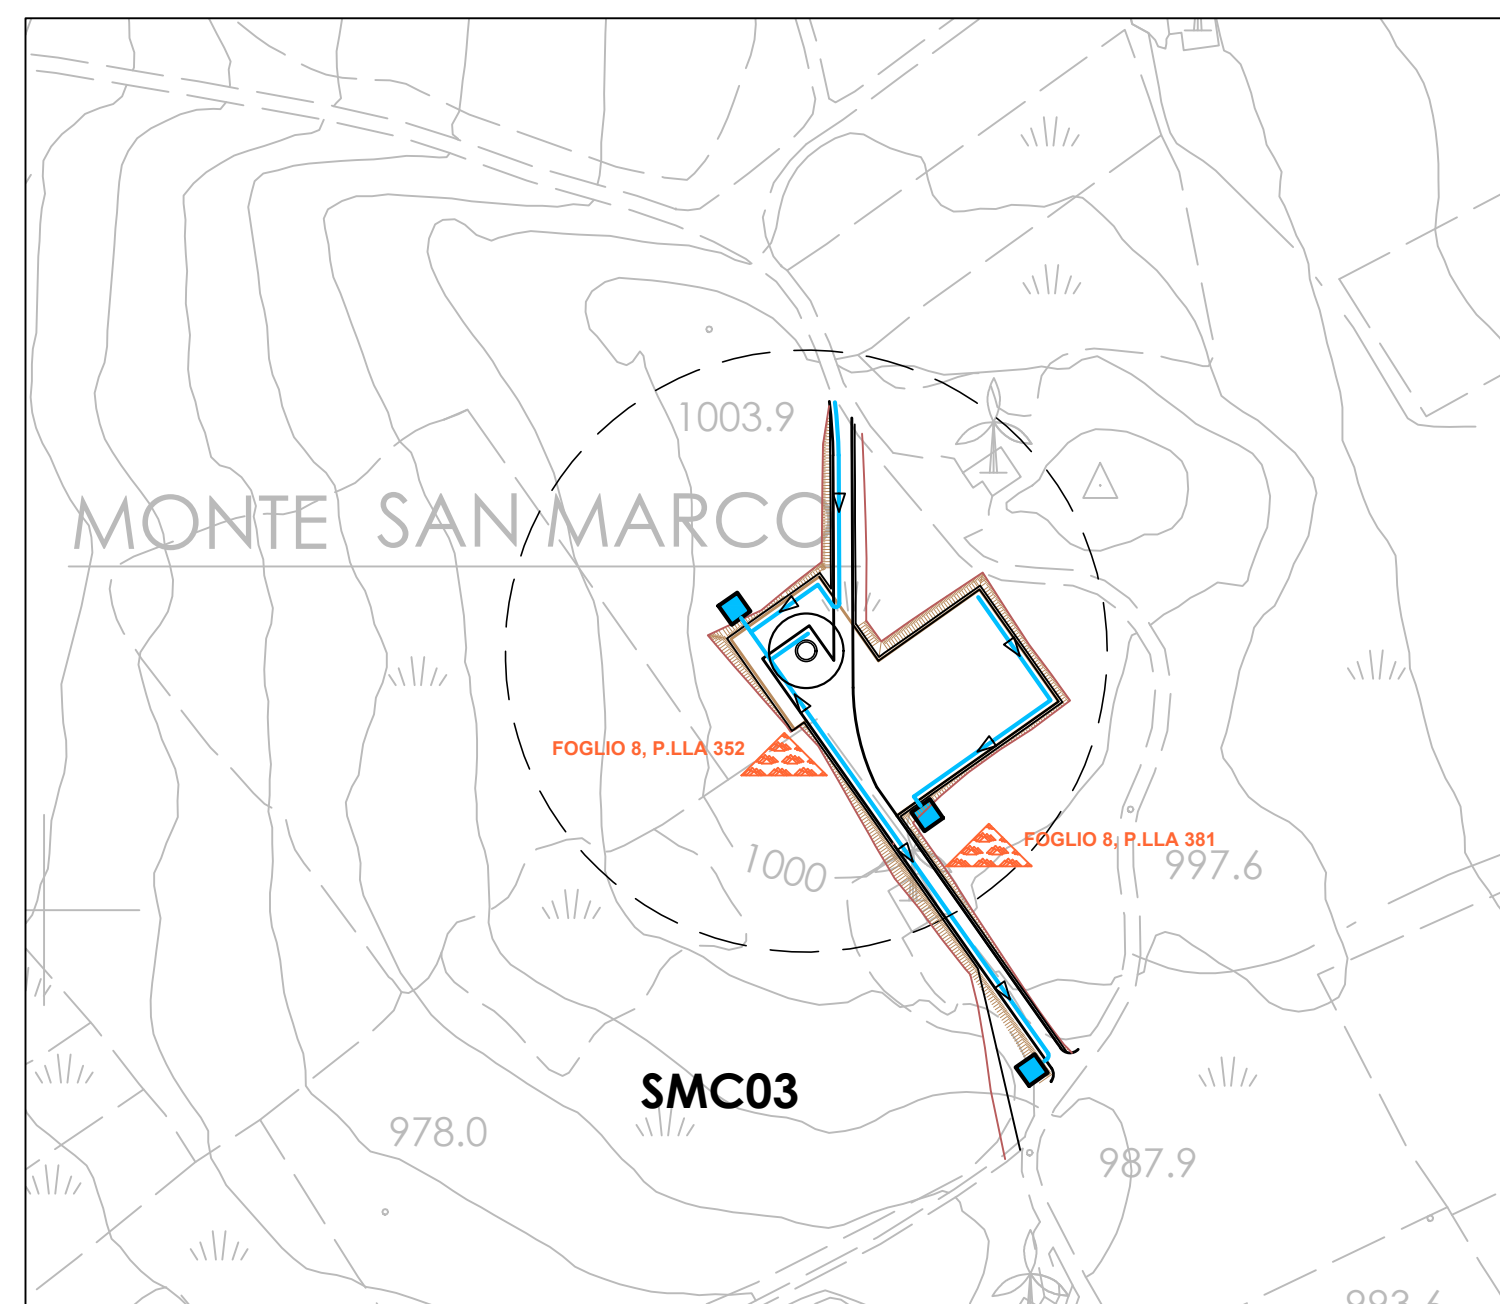 1003.9
MONTE SAN MARCO
FOGLIO 8, P.LLA 352
FOGLIO 8, P.LLA 381
1000
997.6
SMC03
978.0
987.9